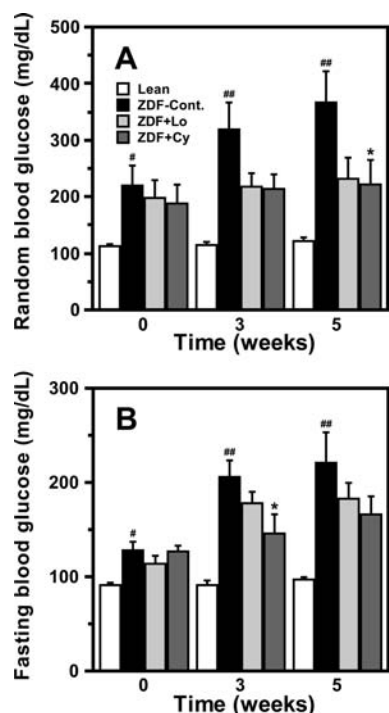 Random blood glucose (mg/dL)
500
400
300
200
100
0
A
Lean
ZDF-Cont.
ZDF+Lo
ZDF+Cy
#
##
##
*
0 3 5
Time (weeks)
Fasting blood glucose (mg/dL)
300
200
100
0
B
#
##
*
##
0 3 5
Time (weeks)